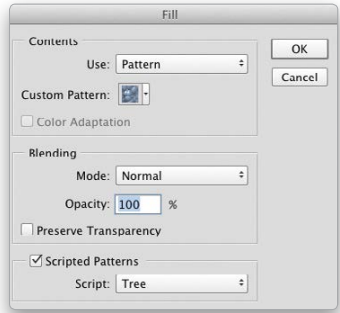 Fill
Contents
Use: Pattern
OK
Cancel
Custom Pattern:
Color Adaptation
Blending
Mode: Normal
Opacity: 100 %
Preserve Transparency
Scripted Patterns
Script: Tree